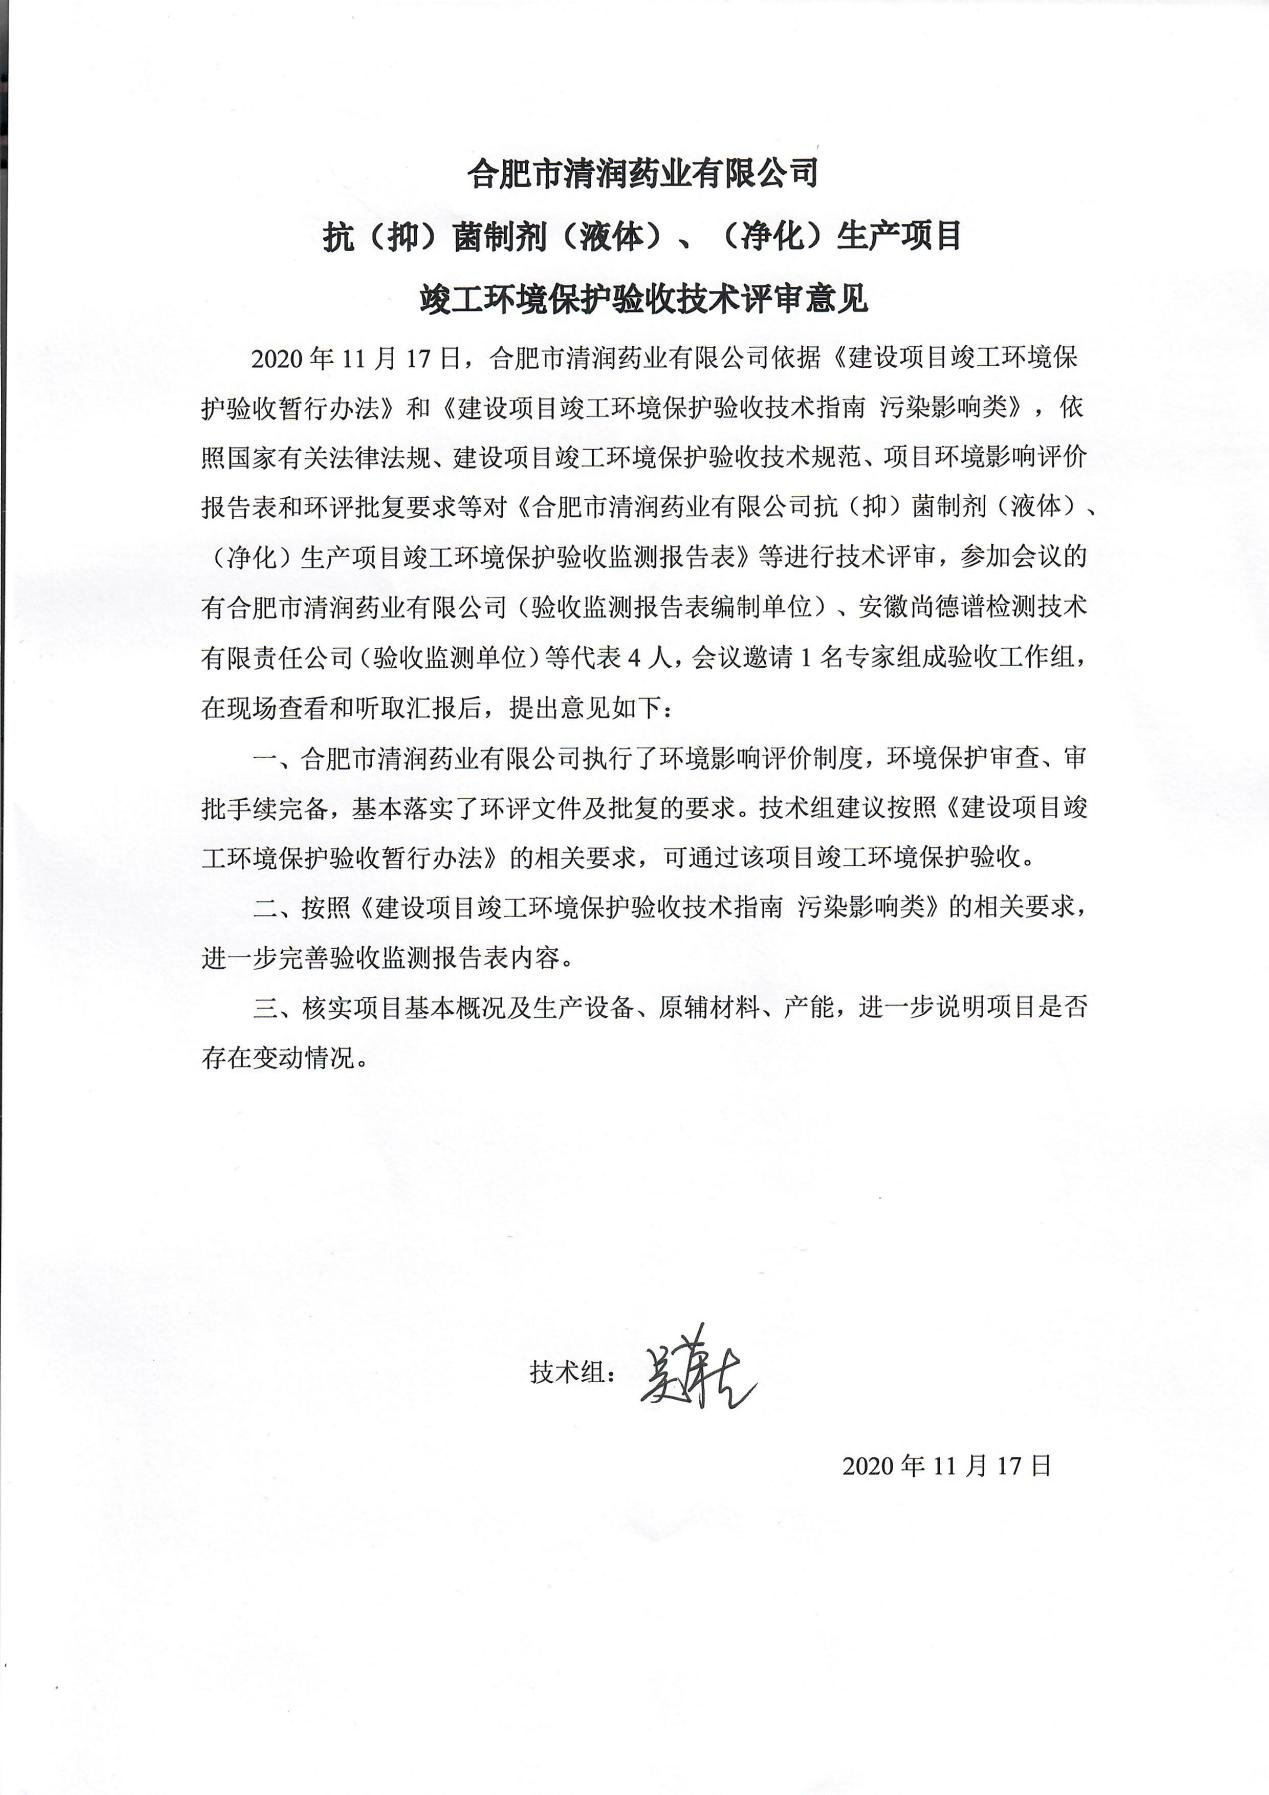 合肥市清润药业有限公司
抗（抑）菌制剂（液体）、（净化）生产项目
竣工环境保护验收技术评审意见
2020 年 11 月 17 日，合肥市清润药业有限公司依据《建设项目竣工环境保
护验收暂行办法》和《建设项目竣工环境保护验收技术指南 污染影响类》，依
照国家有关法律法规、建设项目竣工环境保护验收技术规范、项目环境影响评价
报告表和环评批复要求等对《合肥市清润药业有限公司抗（抑）菌制剂（液体）、
（净化）生产项目竣工环境保护验收监测报告表》等进行技术评审，参加会议的
有合肥市清润药业有限公司（验收监测报告表编制单位）、安徽尚德谱检测技术
有限责任公司（验收监测单位）等代表 4 人，会议邀请 1 名专家组成验收工作组，
在现场查看和听取汇报后，提出意见如下：
一、合肥市清润药业有限公司执行了环境影响评价制度，环境保护审查、审
批手续完备，基本落实了环评文件及批复的要求。技术组建议按照《建设项目竣
工环境保护验收暂行办法》的相关要求，可通过该项目竣工环境保护验收。
二、按照《建设项目竣工环境保护验收技术指南 污染影响类》的相关要求，
进一步完善验收监测报告表内容。
三、核实项目基本概况及生产设备、原辅材料、产能，进一步说明项目是否
存在变动情况。
技术组：
2020 年 11 月 17 日